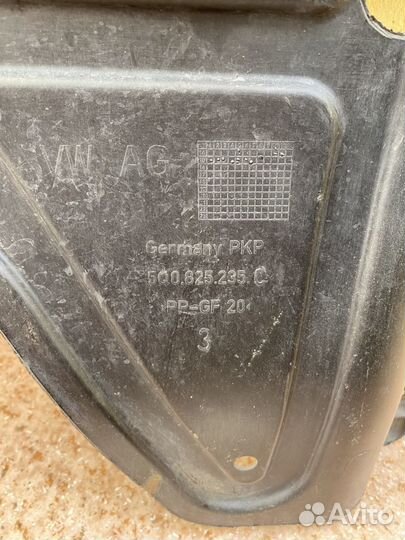 VW AG
Germany PKP
5Q0.825.235.C
PP-GF 20
3
Avito